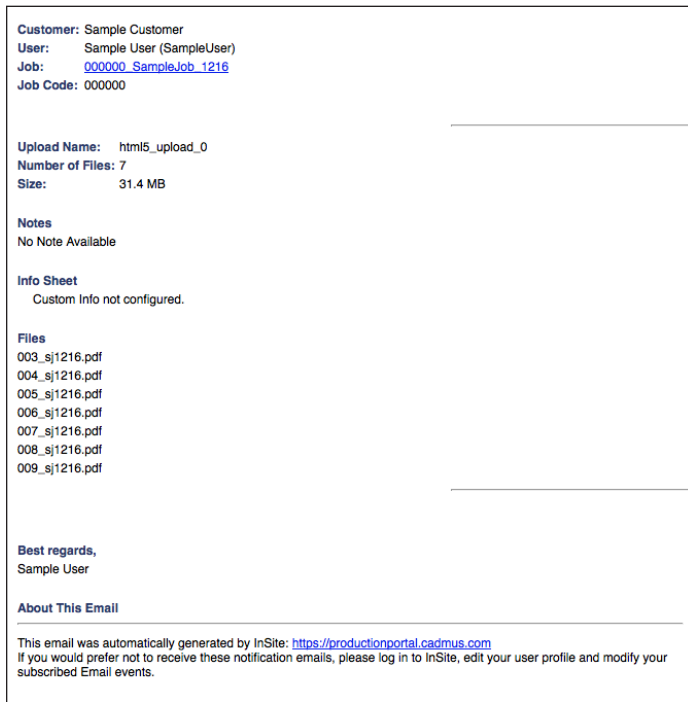 Customer: Sample Customer
User: Sample User (SampleUser)
Job: 000000_SampleJob_1216
Job Code: 000000
Upload Name: html5_upload_0
Number of Files: 7
Size: 31.4 MB
Notes
No Note Available
Info Sheet
Custom Info not configured.
Files
003_sj1216.pdf
004_sj1216.pdf
005_sj1216.pdf
006_sj1216.pdf
007_sj1216.pdf
008_sj1216.pdf
009_sj1216.pdf
Best regards,
Sample User
About This Email
This email was automatically generated by InSite: https://productionportal.cadmus.com
If you would prefer not to receive these notification emails, please log in to InSite, edit your user profile and modify your
subscribed Email events.